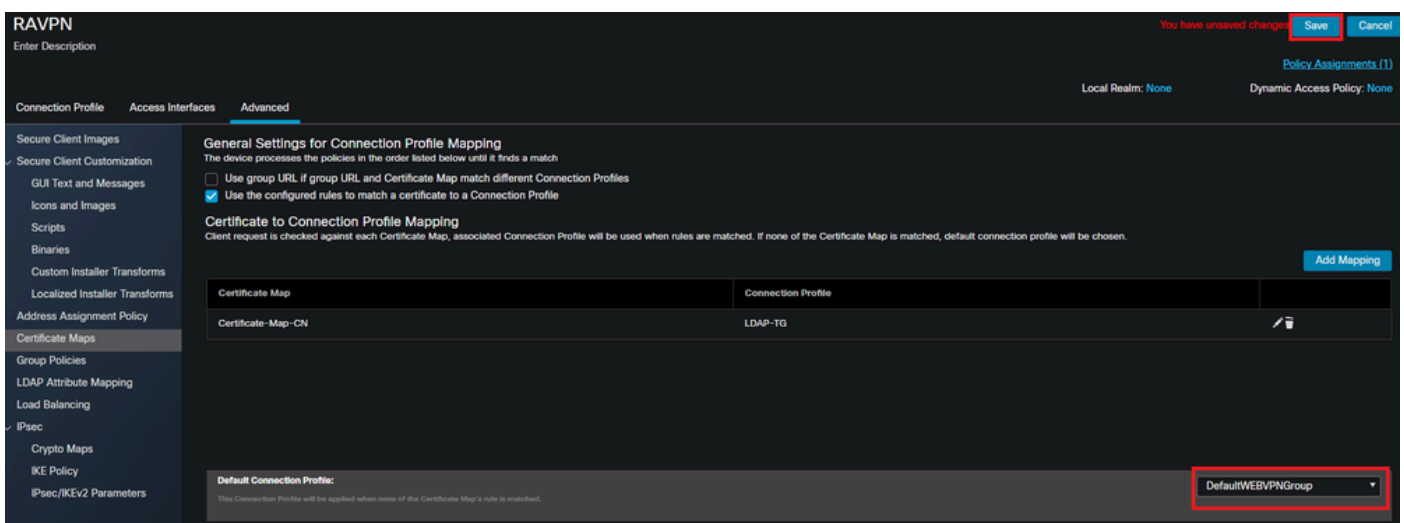 RAVPN
You have unsaved changes Save Cancel
Enter Description
Policy Assignments (1)
Local Realm: None Dynamic Access Policy: None
Connection Profile Access Interfaces Advanced
Secure Client Images
Secure Client Customization
GUI Text and Messages
Icons and Images
Scripts
Binaries
Custom Installer Transforms
Localized Installer Transforms
Address Assignment Policy
Certificate Maps
Group Policies
LDAP Attribute Mapping
Load Balancing
IPsec
Crypto Maps
IKE Policy
IPsec/IKEv2 Parameters
General Settings for Connection Profile Mapping
The device processes the policies in the order listed below until it finds a match
Use group URL if group URL and Certificate Map match different Connection Profiles
Use the configured rules to match a certificate to a Connection Profile
Certificate to Connection Profile Mapping
Client request is checked against each Certificate Map, associated Connection Profile will be used when rules are matched. If none of the Certificate Map is matched, default connection profile will be chosen.
Add Mapping
Certificate Map Connection Profile
Certificate-Map-CN LDAP-TG
Default Connection Profile:
This Connection Profile will be applied when none of the Certificate Map's rule is matched.
DefaultWEBVPNGroup